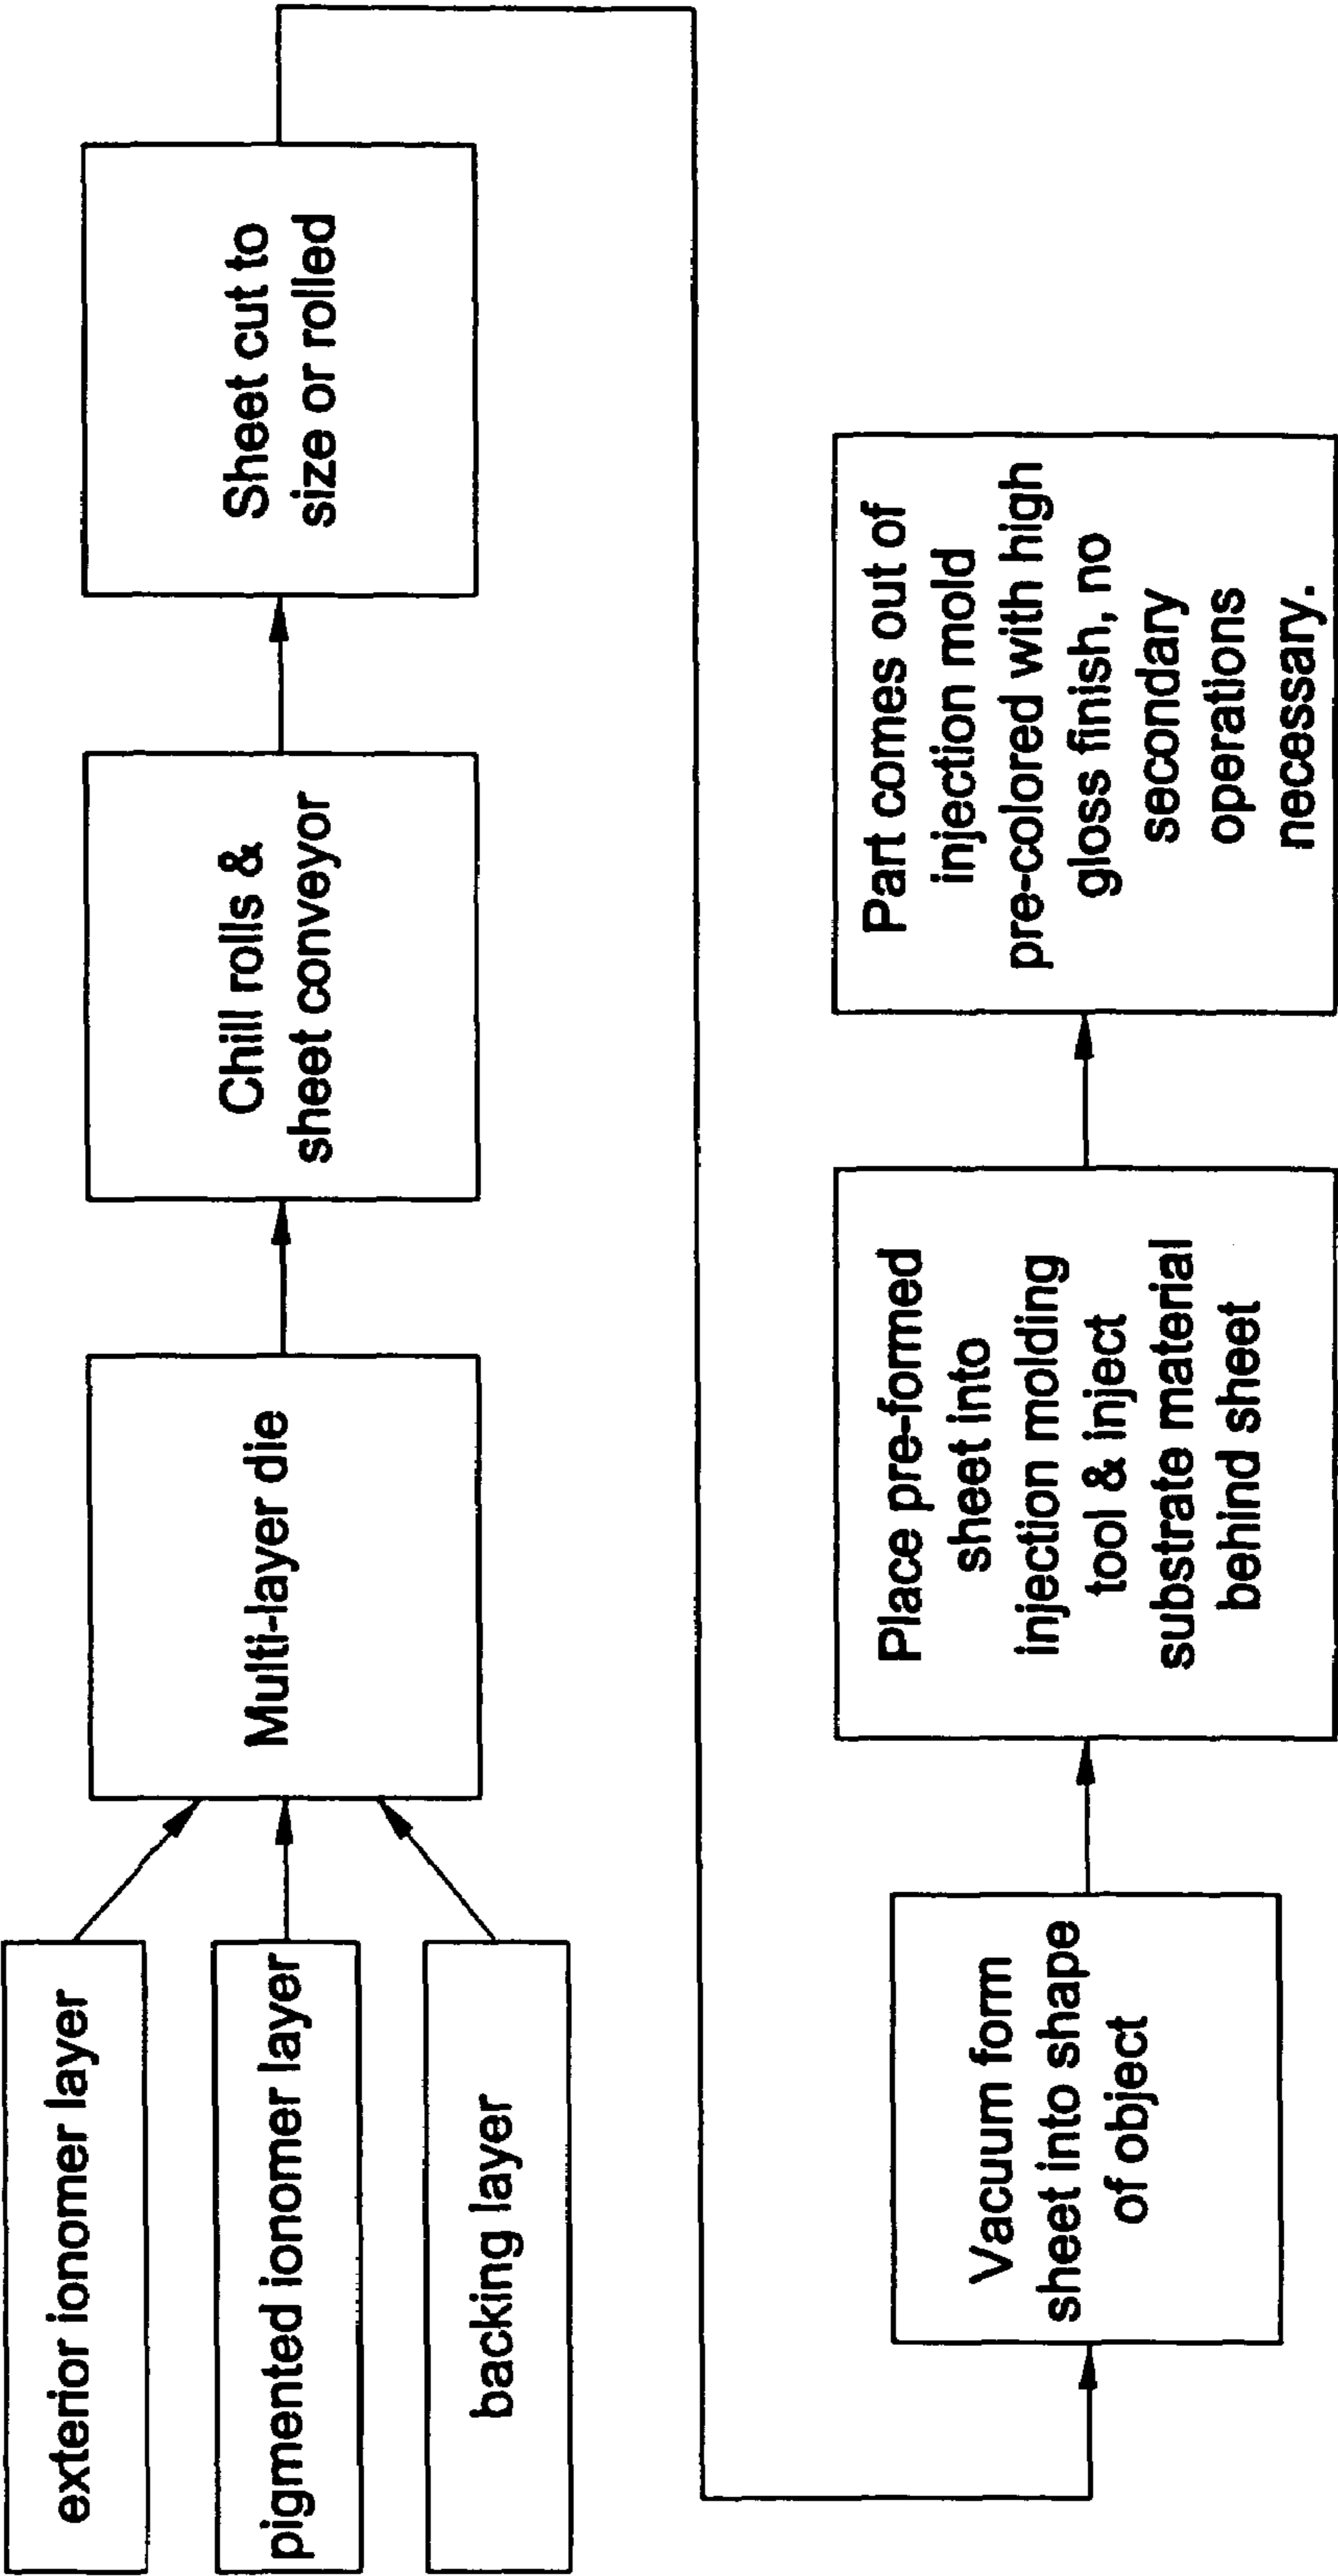 exterior ionomer layer
pigmented ionomer layer
backing layer
Multi-layer die
Chill rolls &
sheet conveyor
Sheet cut to
size or rolled
Vacuum form
sheet into shape
of object
Place pre-formed
sheet into
injection molding
tool & inject
substrate material
behind sheet
Part comes out of
injection mold
pre-colored with high
gloss finish, no
secondary
operations
necessary.